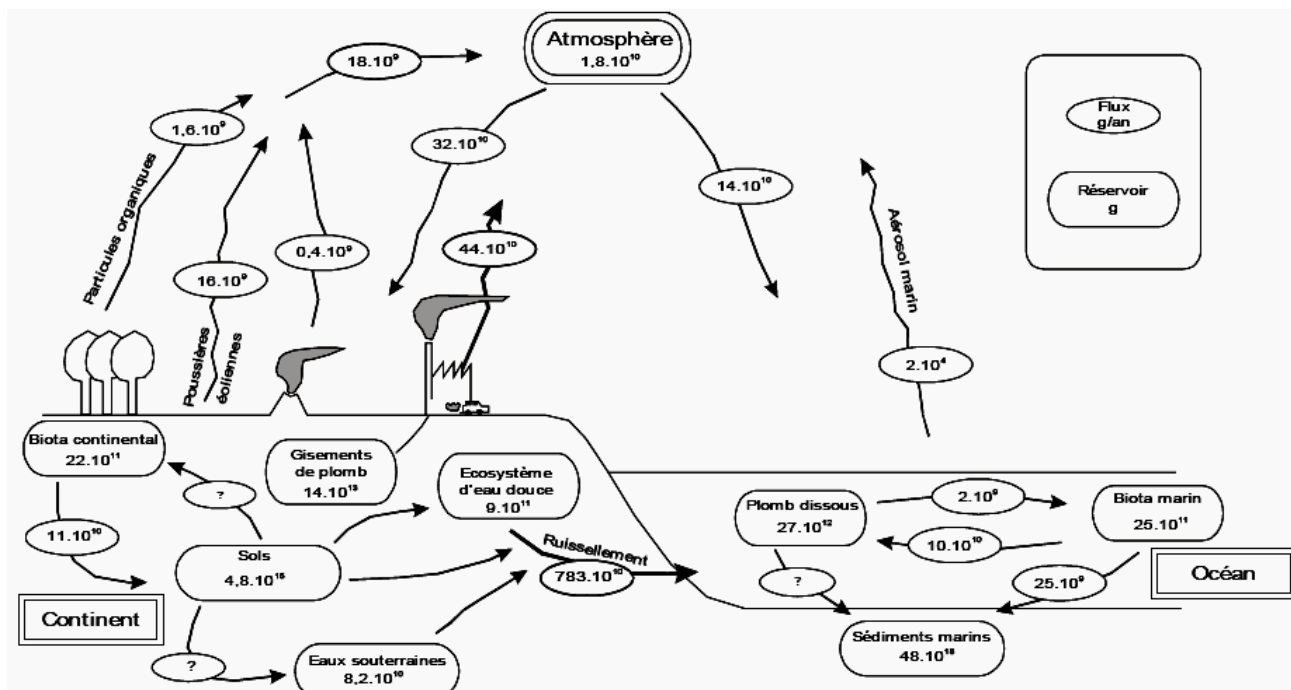 Atmosphère
1,8.10¹⁰
18.10⁹
1,6.10⁹
32.10¹⁰
14.10¹⁰
Flux
g/an
Réservoir
g
Particules organiques
16.10⁹
0,4.10⁹
44.10¹⁰
Aérosol marin
Poussières
éoliennes
2.10⁴
Biota continental
22.10¹¹
Gisements
de plomb
14.10¹³
Ecosystème
d'eau douce
9.10¹¹
?
11.10¹⁰
Sols
4,8.10¹⁵
Ruissellement
783.10¹⁰
Plomb dissous
27.10¹²
2.10⁹
Biota marin
25.10¹¹
10.10¹⁰
?
25.10⁹
Océan
Continent
?
Eaux souterraines
8,2.10¹⁰
Sédiments marins
48.10¹⁸